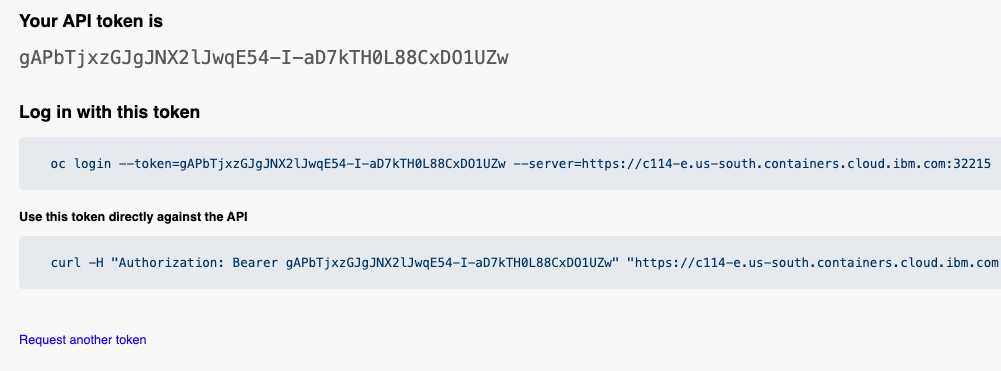 Your API token is
gAPbTjxzGJgJNX2lJwqE54-I-aD7kTH0L88CxDO1UZw
Log in with this token
oc login --token=gAPbTjxzGJgJNX2lJwqE54-I-aD7kTH0L88CxDO1UZw --server=https://c114-e.us-south.containers.cloud.ibm.com:32215
Use this token directly against the API
curl -H "Authorization: Bearer gAPbTjxzGJgJNX2lJwqE54-I-aD7kTH0L88CxDO1UZw" "https://c114-e.us-south.containers.cloud.ibm.com
Request another token